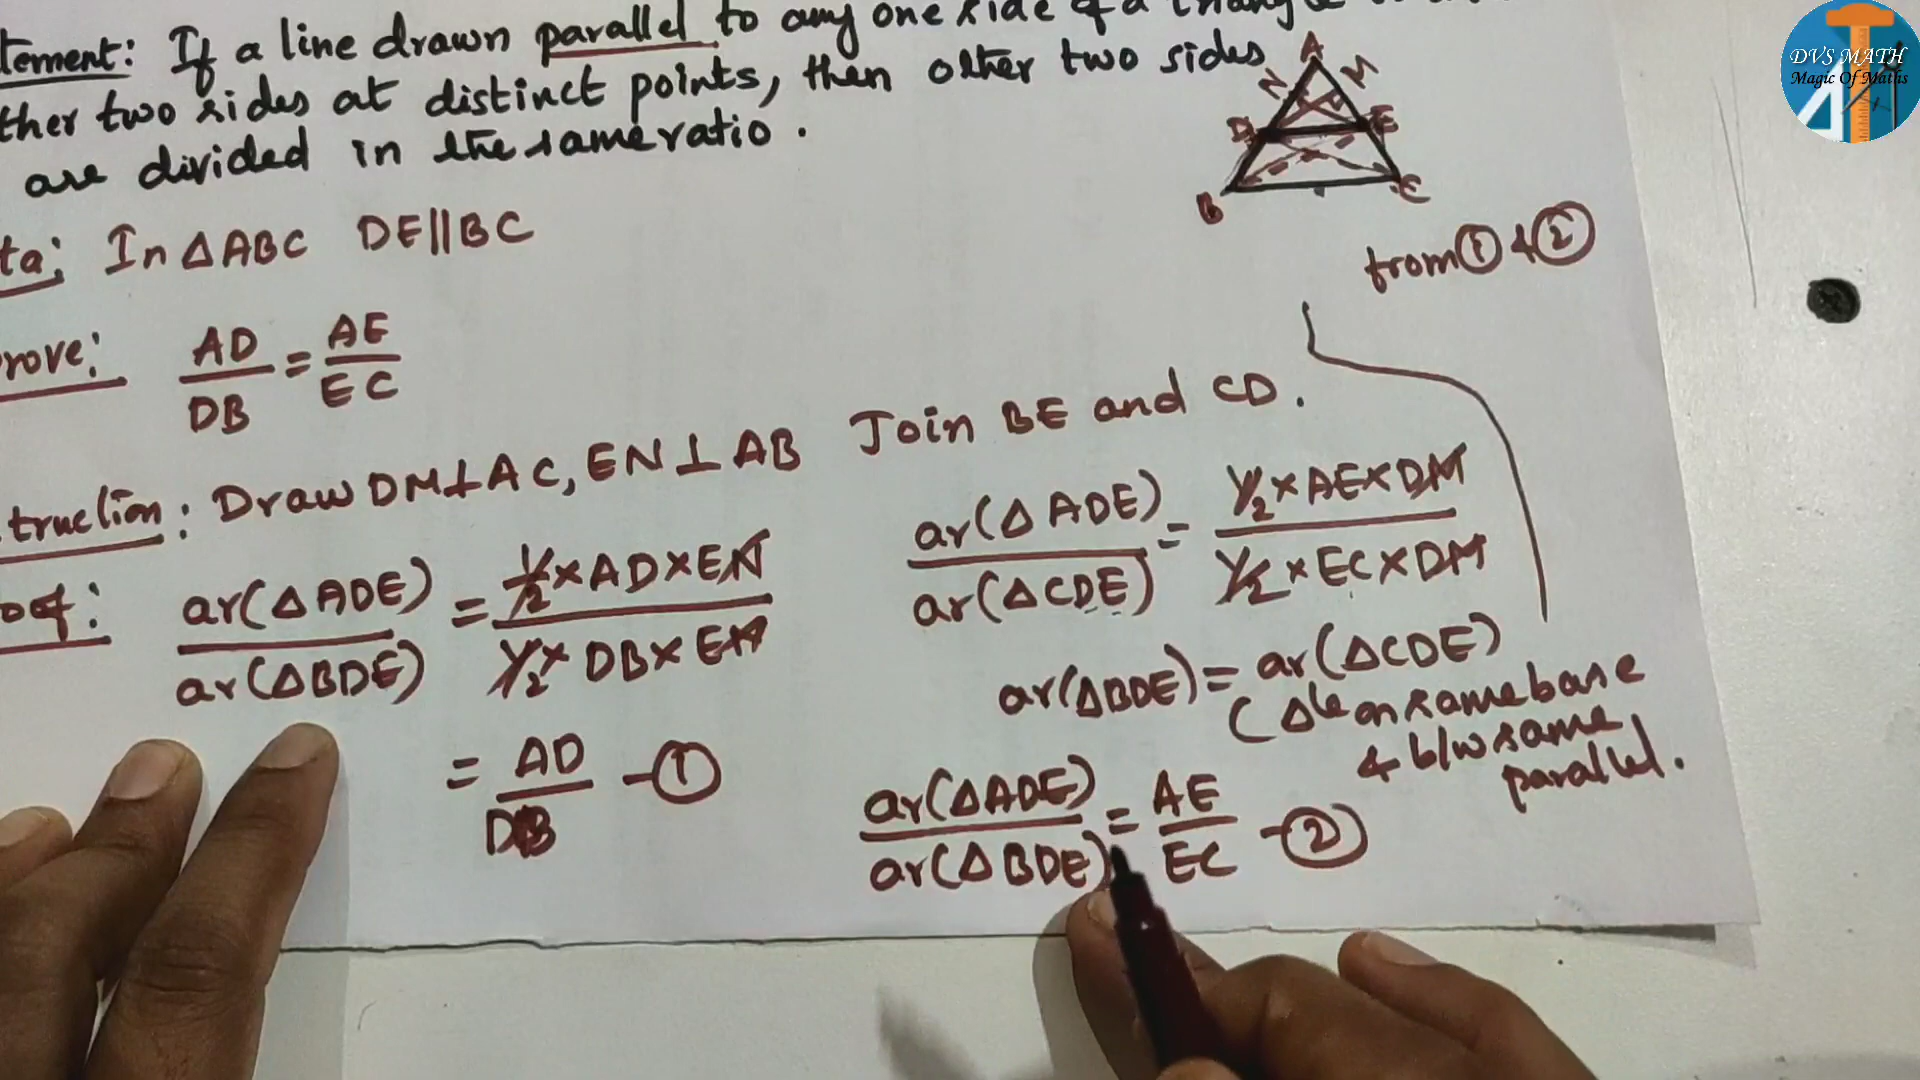 tement: If a line drawn parallel to any one side of a triangle
ther two sides at distinct points, then other two sides
are divided in the same ratio.
ta: In △ABC DE||BC
rove: AD/DB = AE/EC
truction: Draw DM⊥AC, EN⊥AB Join BE and CD.
oof: ar(△ADE)/ar(△BDE) = 1/2×AD×EN / 1/2×DB×EN
= AD/DB -①
A
N M
D E
B C
from ① & ②
ar(△ADE)/ar(△CDE) = 1/2×AE×DM / 1/2×EC×DM
ar(△BDE) = ar(△CDE)
(△le on same base
& b/w same
parallel.
ar(△ADE)/ar(△BDE) = AE/EC -②
DVS MATH
Magic Of Maths